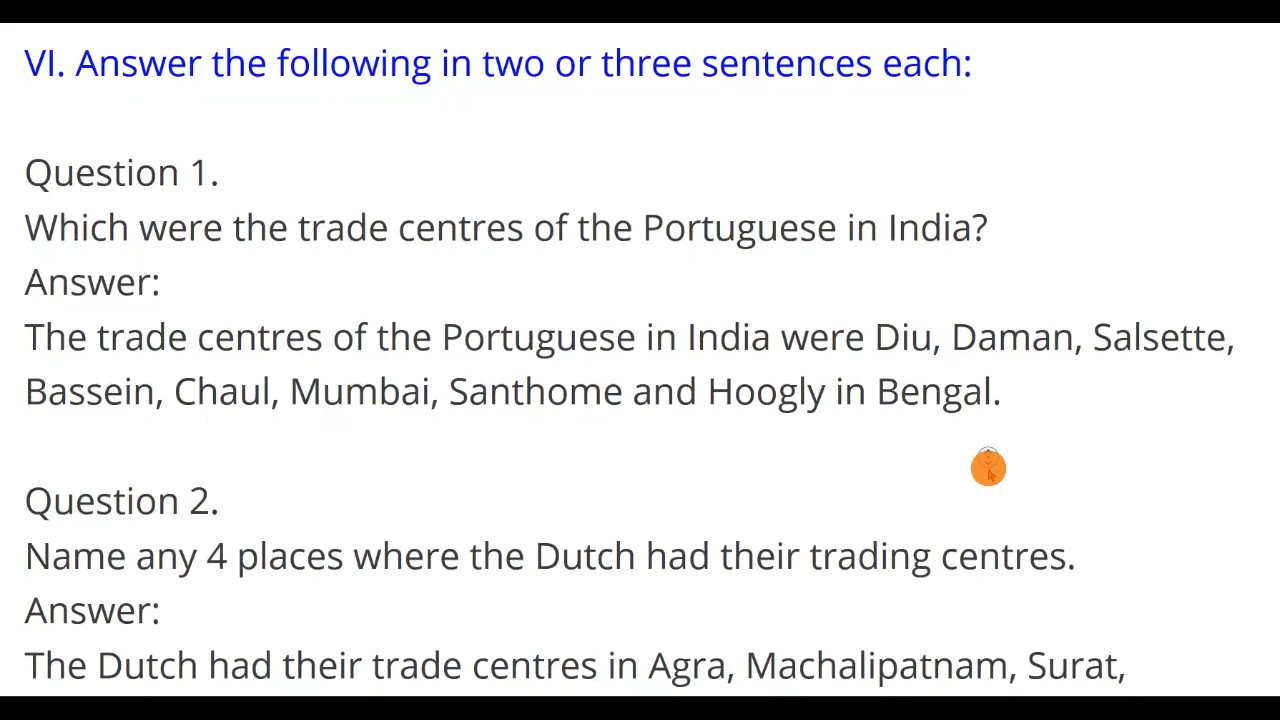 VI. Answer the following in two or three sentences each:
Question 1.
Which were the trade centres of the Portuguese in India?
Answer:
The trade centres of the Portuguese in India were Diu, Daman, Salsette,
Bassein, Chaul, Mumbai, Santhome and Hoogly in Bengal.
Question 2.
Name any 4 places where the Dutch had their trading centres.
Answer:
The Dutch had their trade centres in Agra, Machalipatnam, Surat,